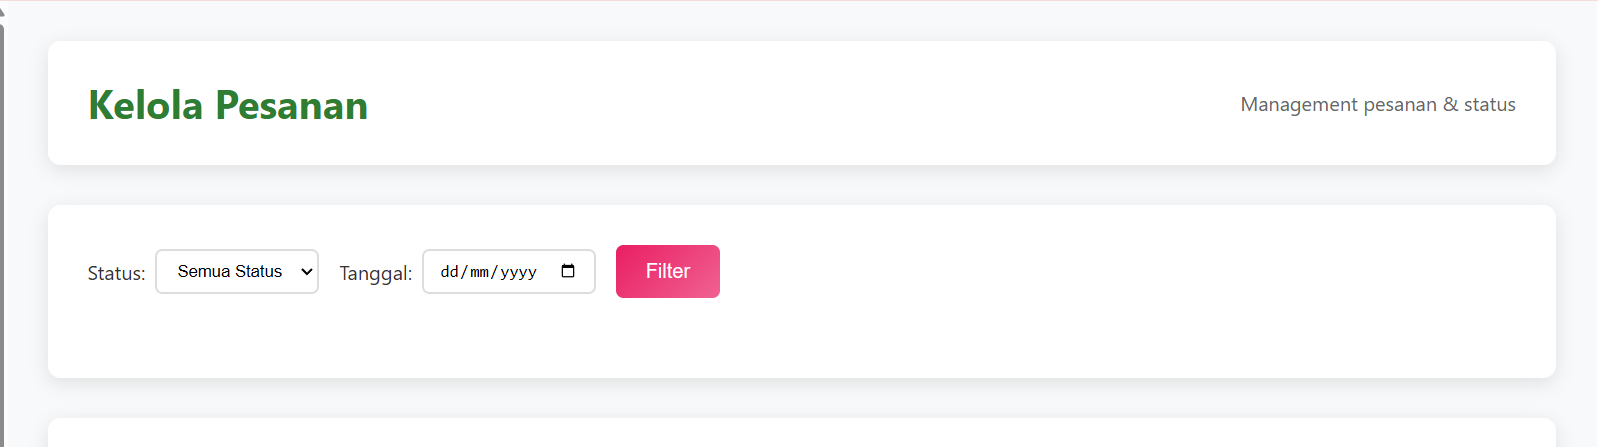 Kelola Pesanan
Management pesanan & status
Status: Semua Status Tanggal: dd/mm/yyyy Filter